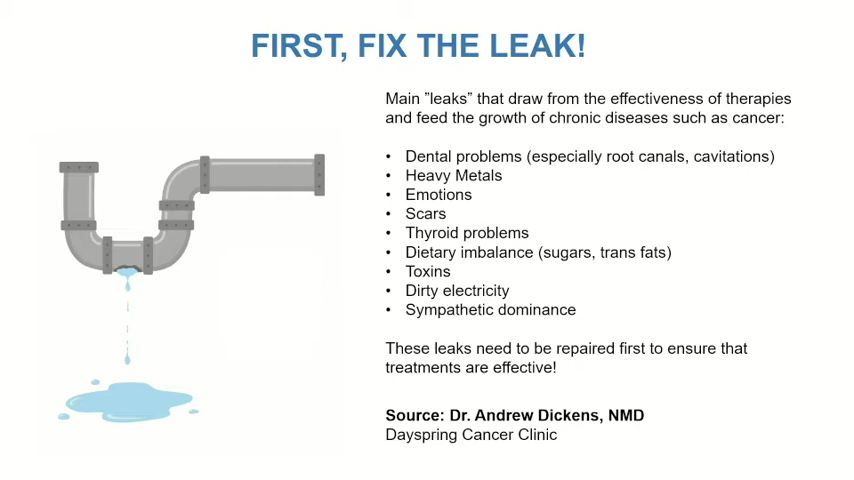 FIRST, FIX THE LEAK!
Main ”leaks” that draw from the effectiveness of therapies
and feed the growth of chronic diseases such as cancer:
• Dental problems (especially root canals, cavitations)
• Heavy Metals
• Emotions
• Scars
• Thyroid problems
• Dietary imbalance (sugars, trans fats)
• Toxins
• Dirty electricity
• Sympathetic dominance
These leaks need to be repaired first to ensure that
treatments are effective!
Source: Dr. Andrew Dickens, NMD
Dayspring Cancer Clinic